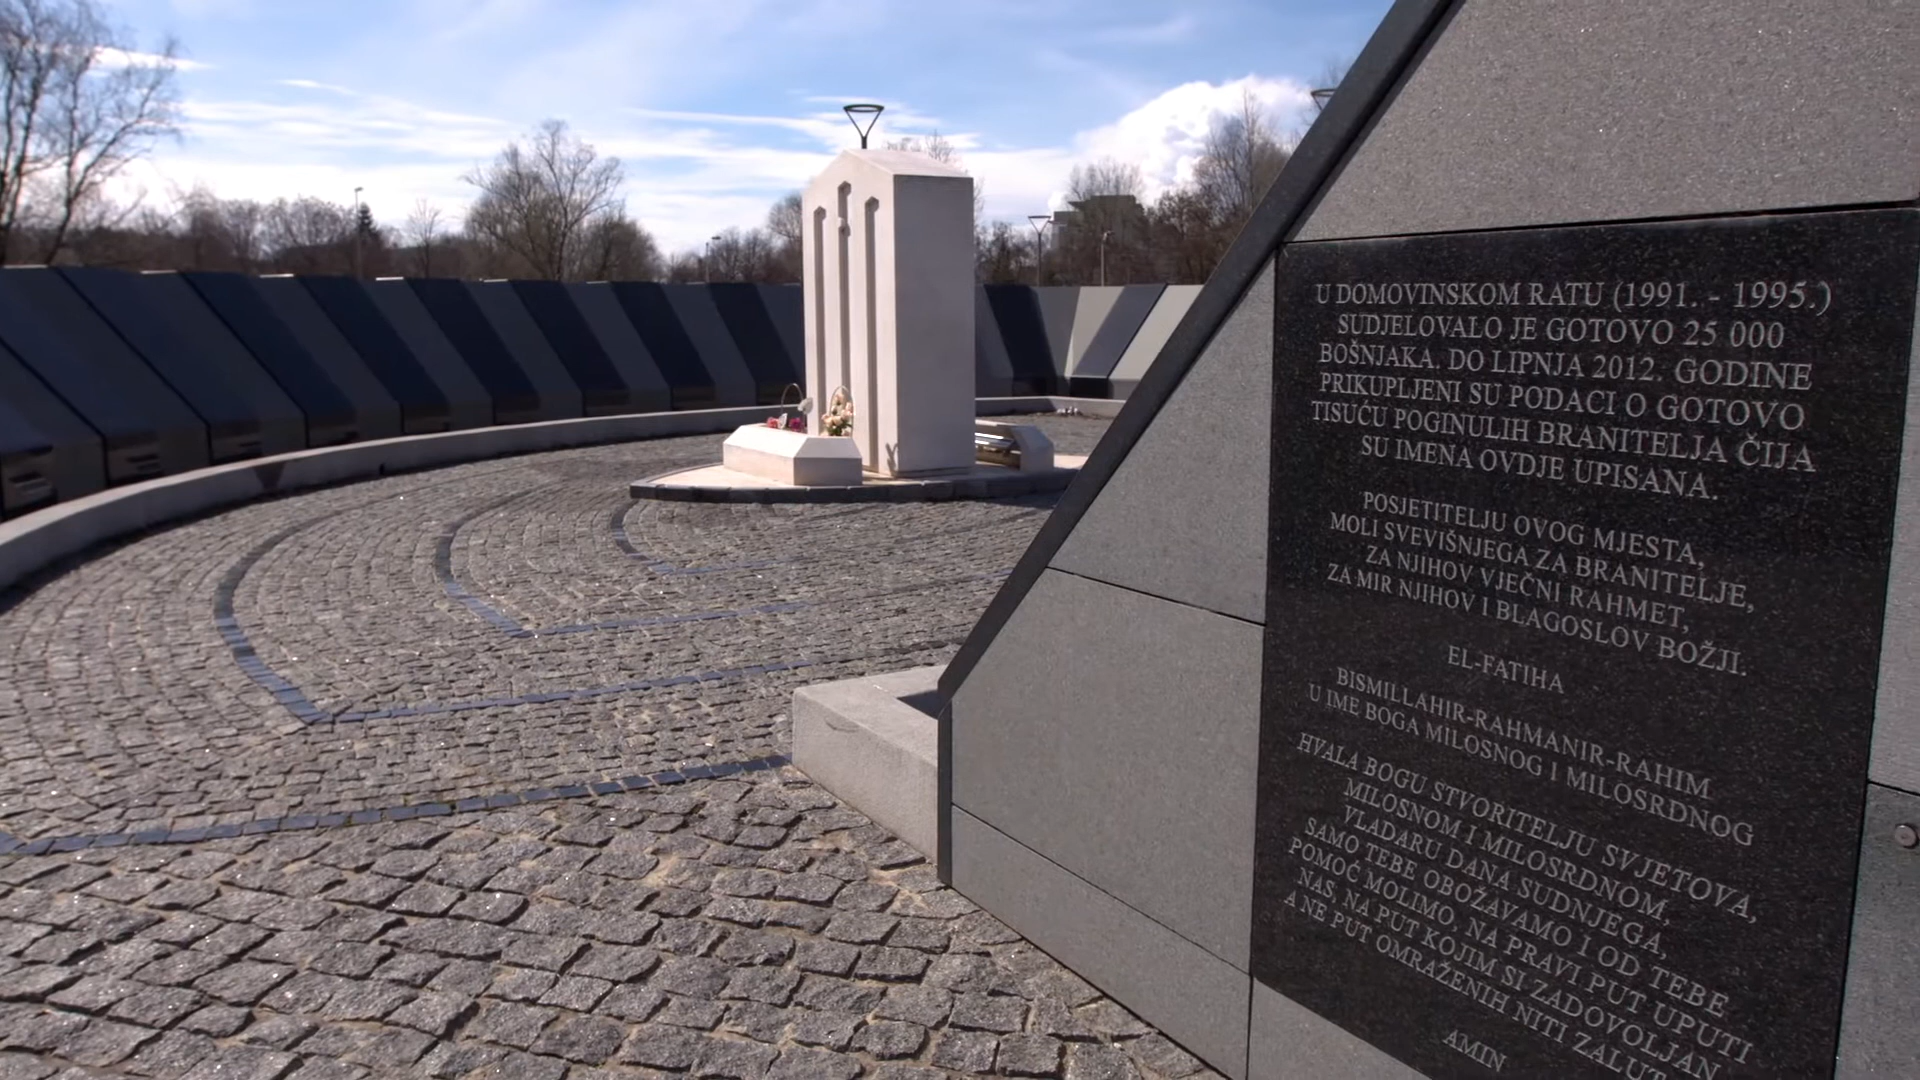 U DOMOVINSKOM RATU (1991. - 1995.)
SUDJELOVALO JE GOTOVO 25 000
BOŠNJAKA. DO LIPNJA 2012. GODINE
PRIKUPLJENI SU PODACI O GOTOVO
TISUĆU POGINULIH BRANITELJA ČIJA
SU IMENA OVDJE UPISANA.
POSJETITELJU OVOG MJESTA,
MOLI SVEVIŠNJEGA ZA BRANITELJE,
ZA NJIHOV VJEČNI RAHMET,
ZA MIR NJIHOV I BLAGOSLOV BOŽJI.
EL-FATIHA
BISMILLAHIR-RAHMANIR-RAHIM
U IME BOGA MILOSNOG I MILOSRDNOG
HVALA BOGU STVORITELJU SVJETOVA,
MILOSNOM I MILOSRDNOM,
VLADARU DANA SUDNJEGA,
SAMO TEBE OBOŽAVAMO I OD TEBE
POMOĆ MOLIMO, NA PRAVI PUT UPUTI
NAS, NA PUT KOJIM SI ZADOVOLJAN
A NE PUT OMRAŽENIH NITI ZALUT
AMIN